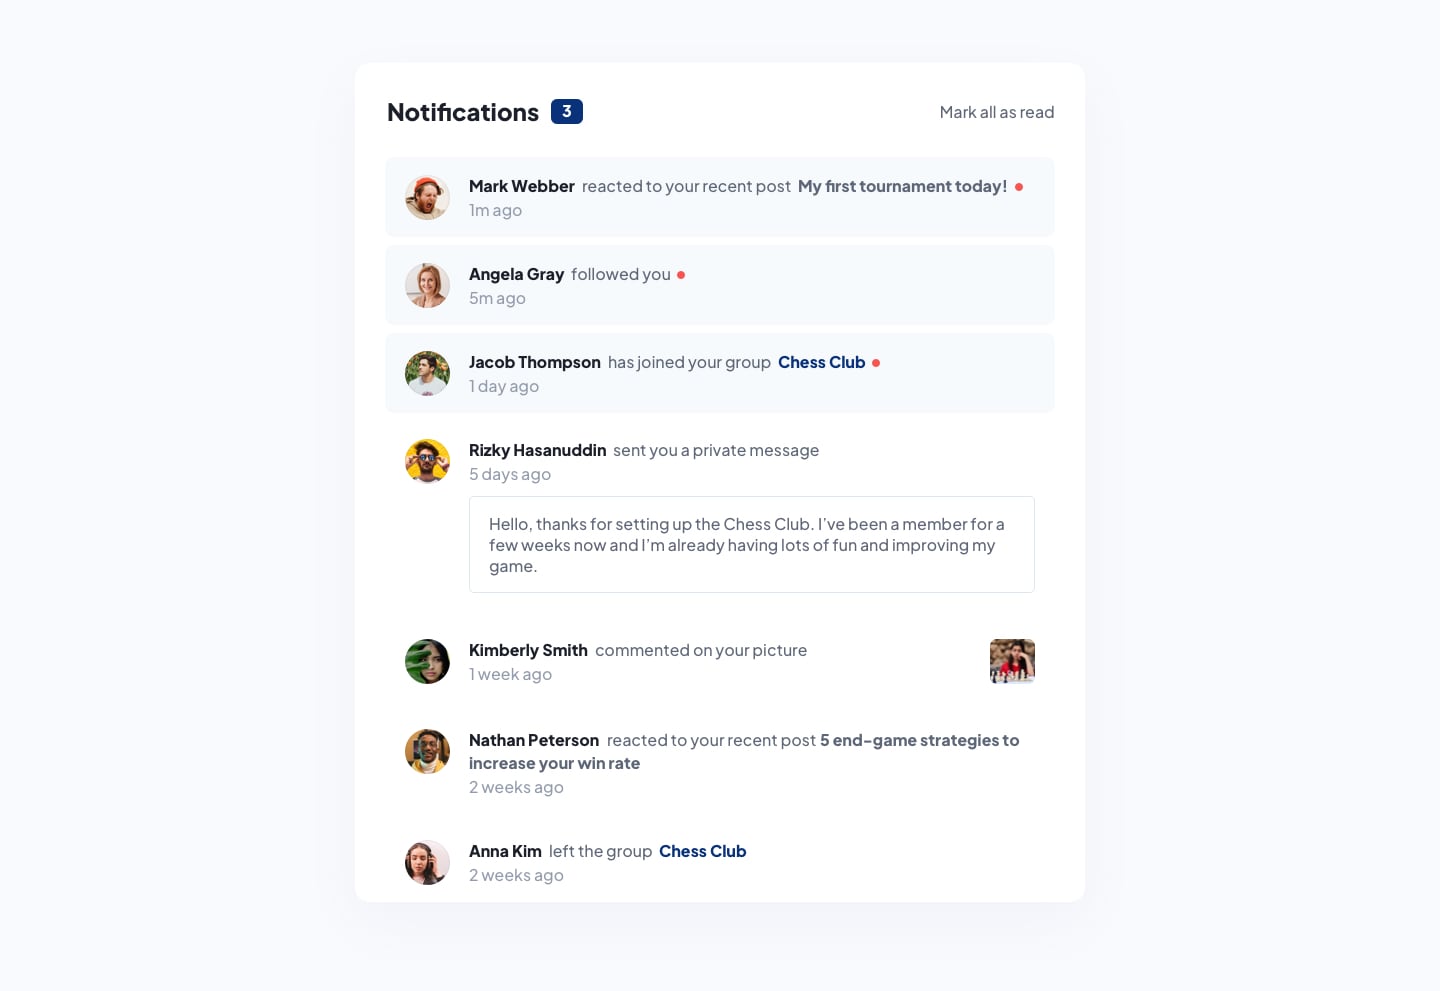 Notifications 3 Mark all as read
Mark Webber reacted to your recent post My first tournament today!
1m ago
Angela Gray followed you
5m ago
Jacob Thompson has joined your group Chess Club
1 day ago
Rizky Hasanuddin sent you a private message
5 days ago
Hello, thanks for setting up the Chess Club. I’ve been a member for a
few weeks now and I’m already having lots of fun and improving my
game.
Kimberly Smith commented on your picture
1 week ago
Nathan Peterson reacted to your recent post 5 end-game strategies to
increase your win rate
2 weeks ago
Anna Kim left the group Chess Club
2 weeks ago